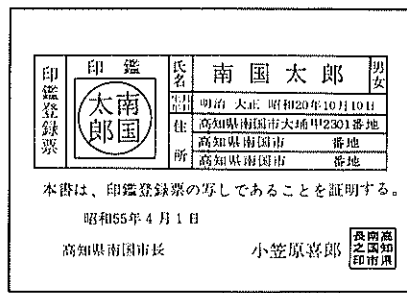 印鑑登録票
印鑑
南国太郎
氏名
南国太郎
男女
生年月日
明治 大正 昭和20年10月10日
住所
高知県南国市大埇甲2301番地
高知県南国市 番地
高知県南国市 番地
本書は、印鑑登録票の写しであることを証明する。
昭和55年4月1日
高知県南国市長 小笠原喜郎
高知県南国市長之印